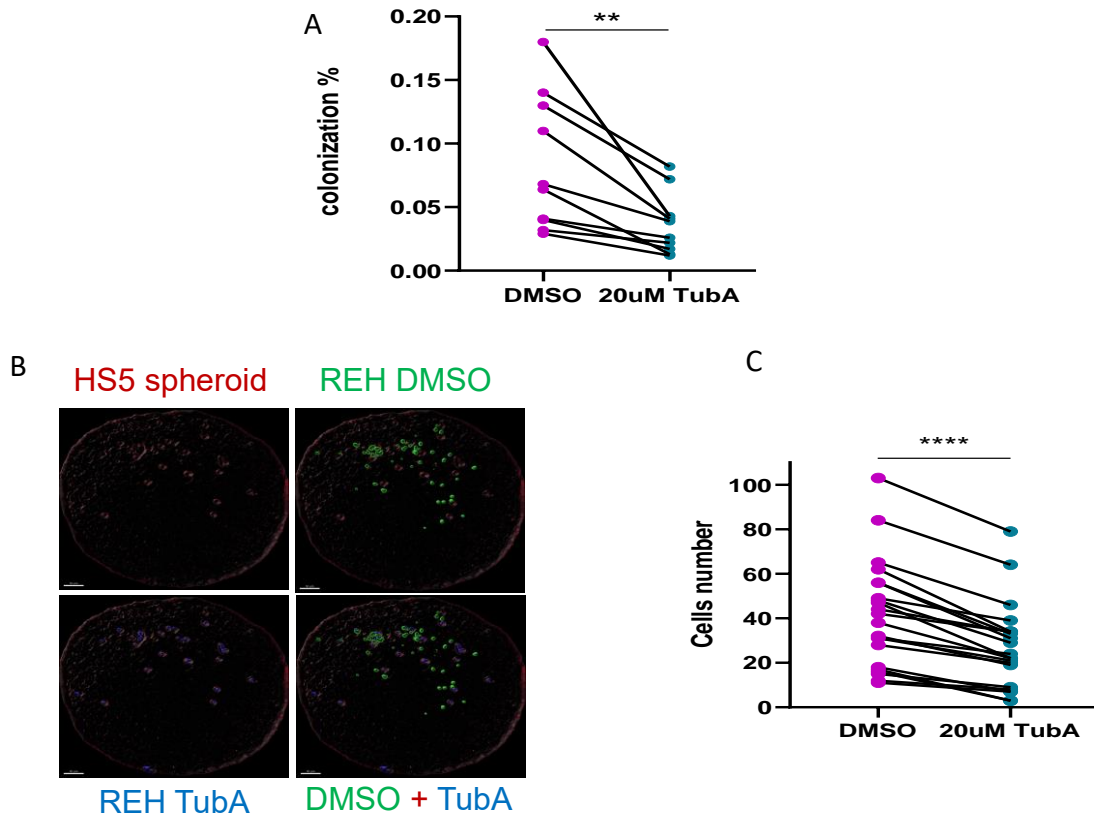 A
**
colonization %
0.20
0.15
0.10
0.05
0.00
DMSO 20uM TubA
B
HS5 spheroid REH DMSO
REH TubA DMSO + TubA
C
****
Cells number
100
80
60
40
20
0
DMSO 20uM TubA